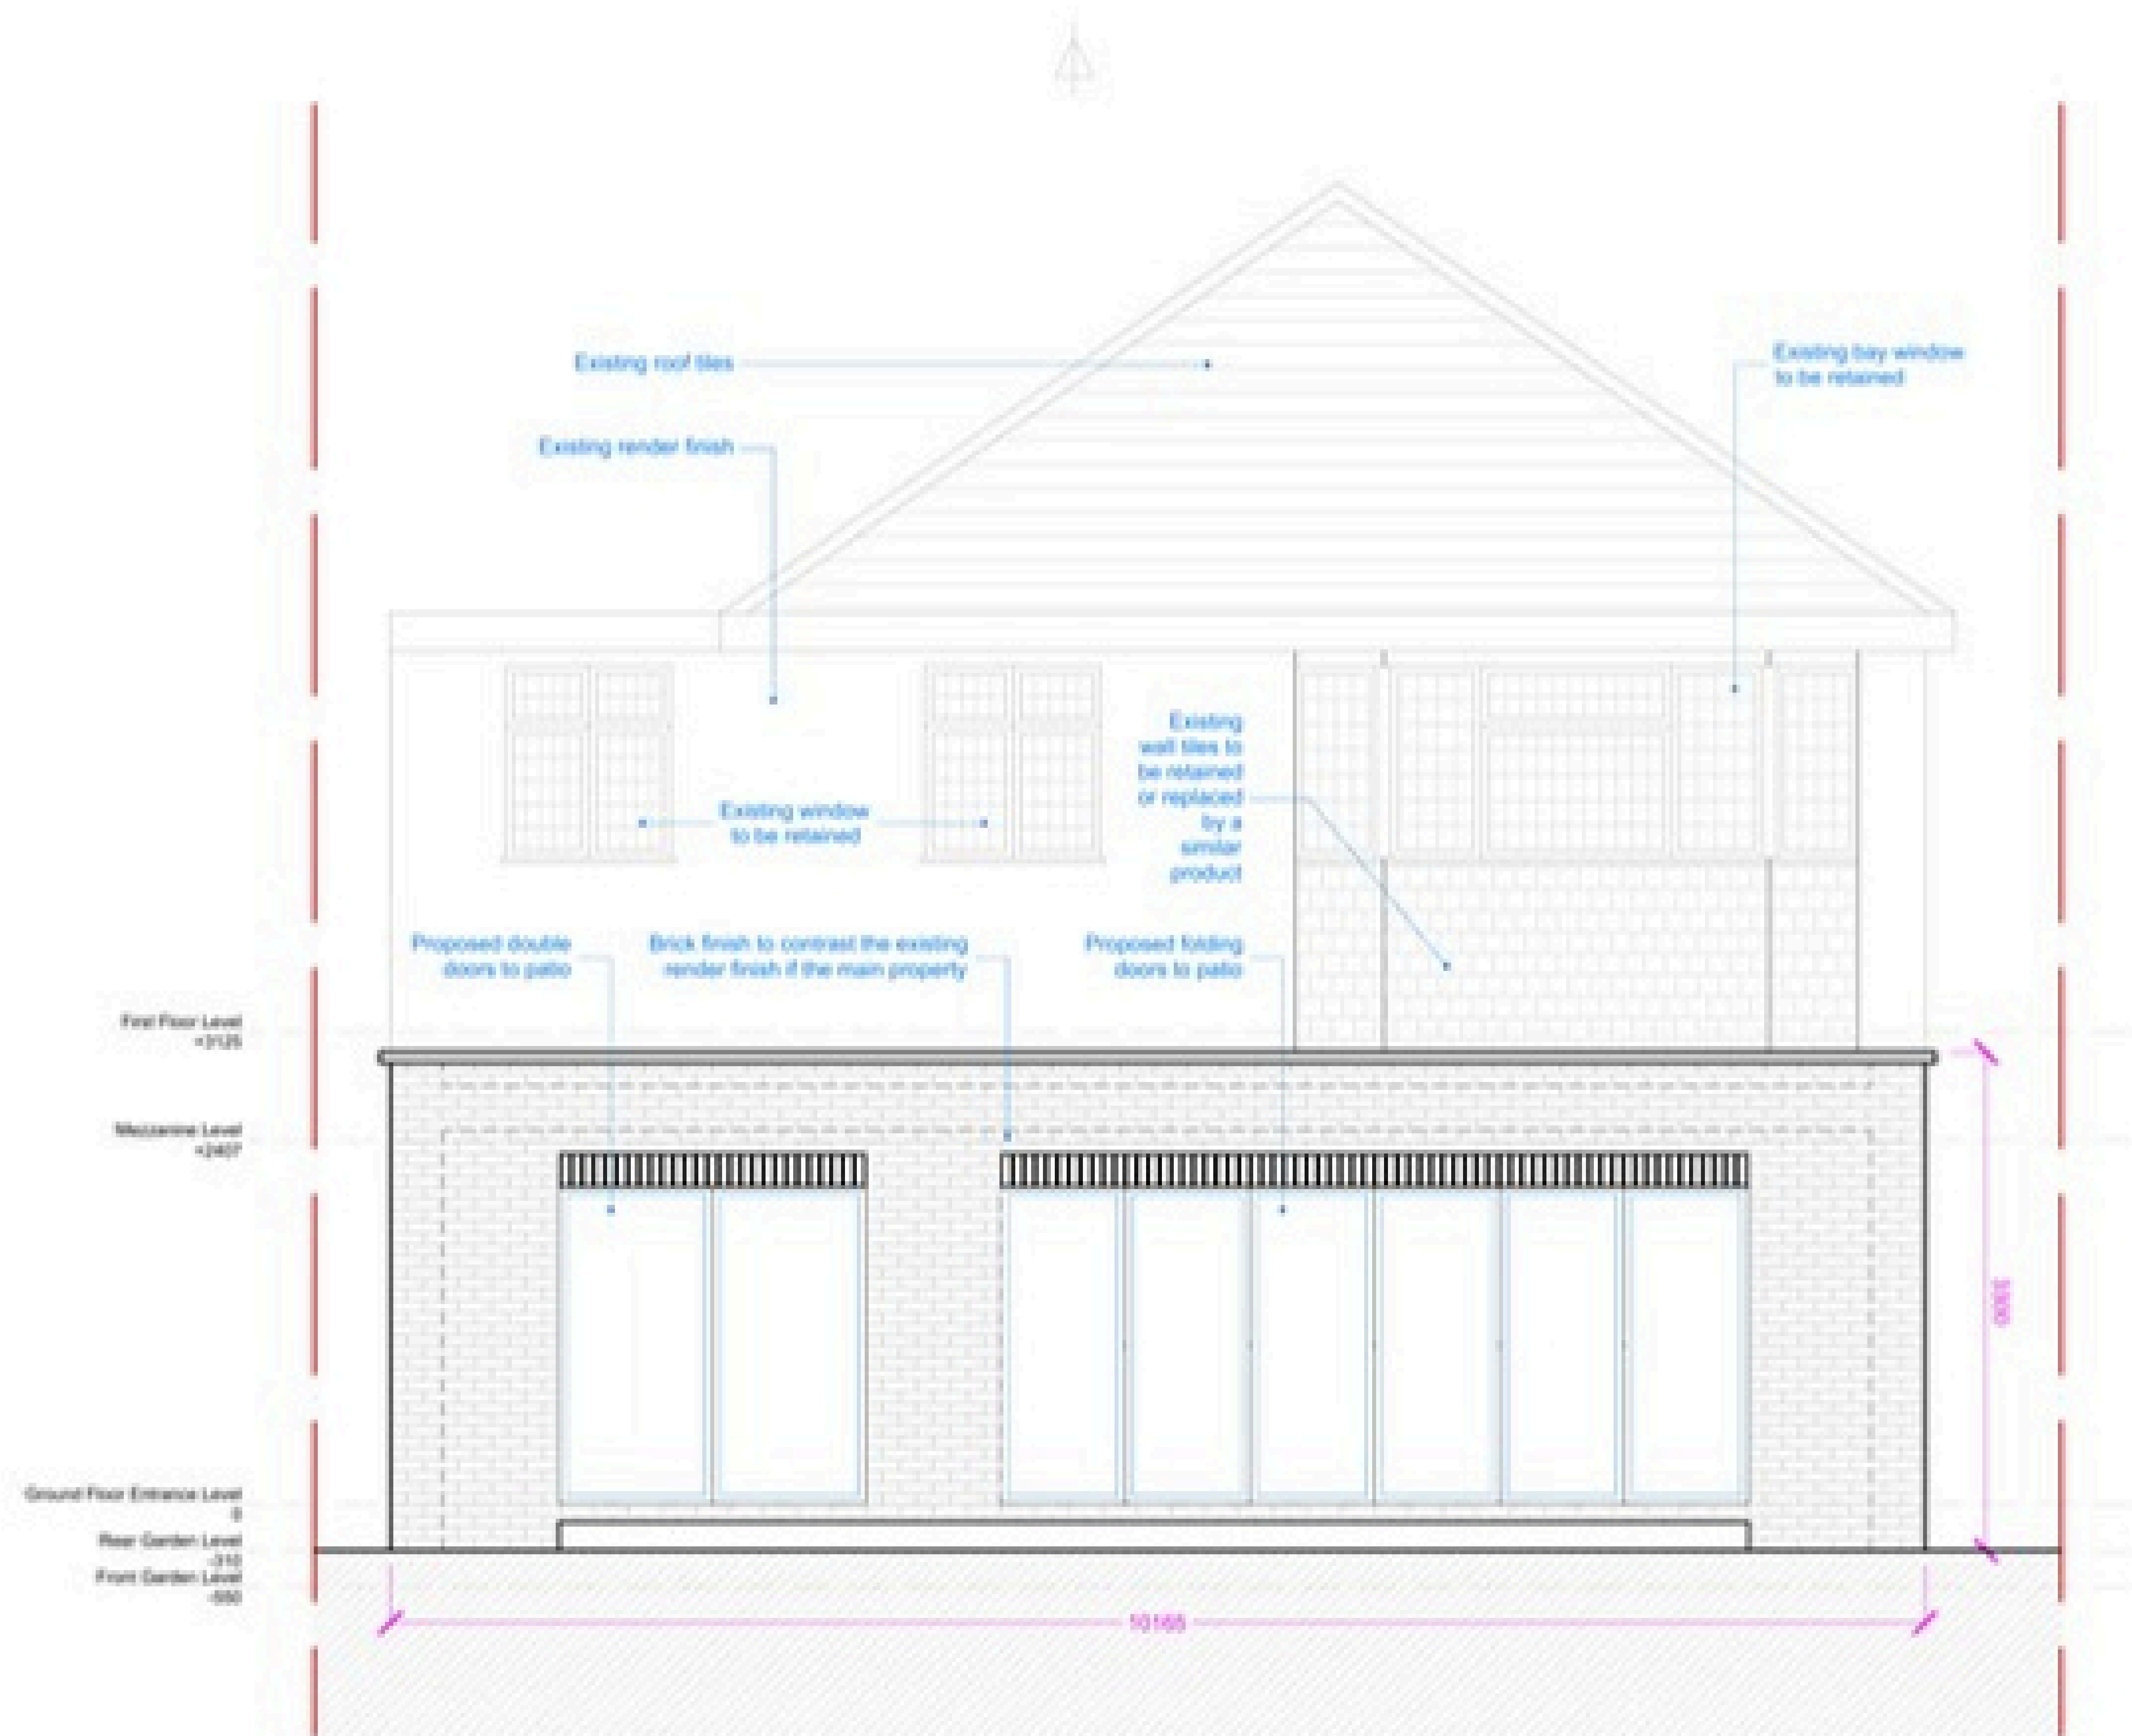 Existing roof tiles
Existing bay window
to be retained
Existing render finish
Existing
wall tiles to
be retained
or replaced
by a
similar
product
Existing window
to be retained
Proposed double
doors to patio
Brick finish to contrast the existing
render finish if the main property
Proposed folding
doors to patio
First Floor Level
+3125
Mezzanine Level
+2407
Ground Floor Entrance Level
0
Rear Garden Level
-310
Front Garden Level
-550
10165